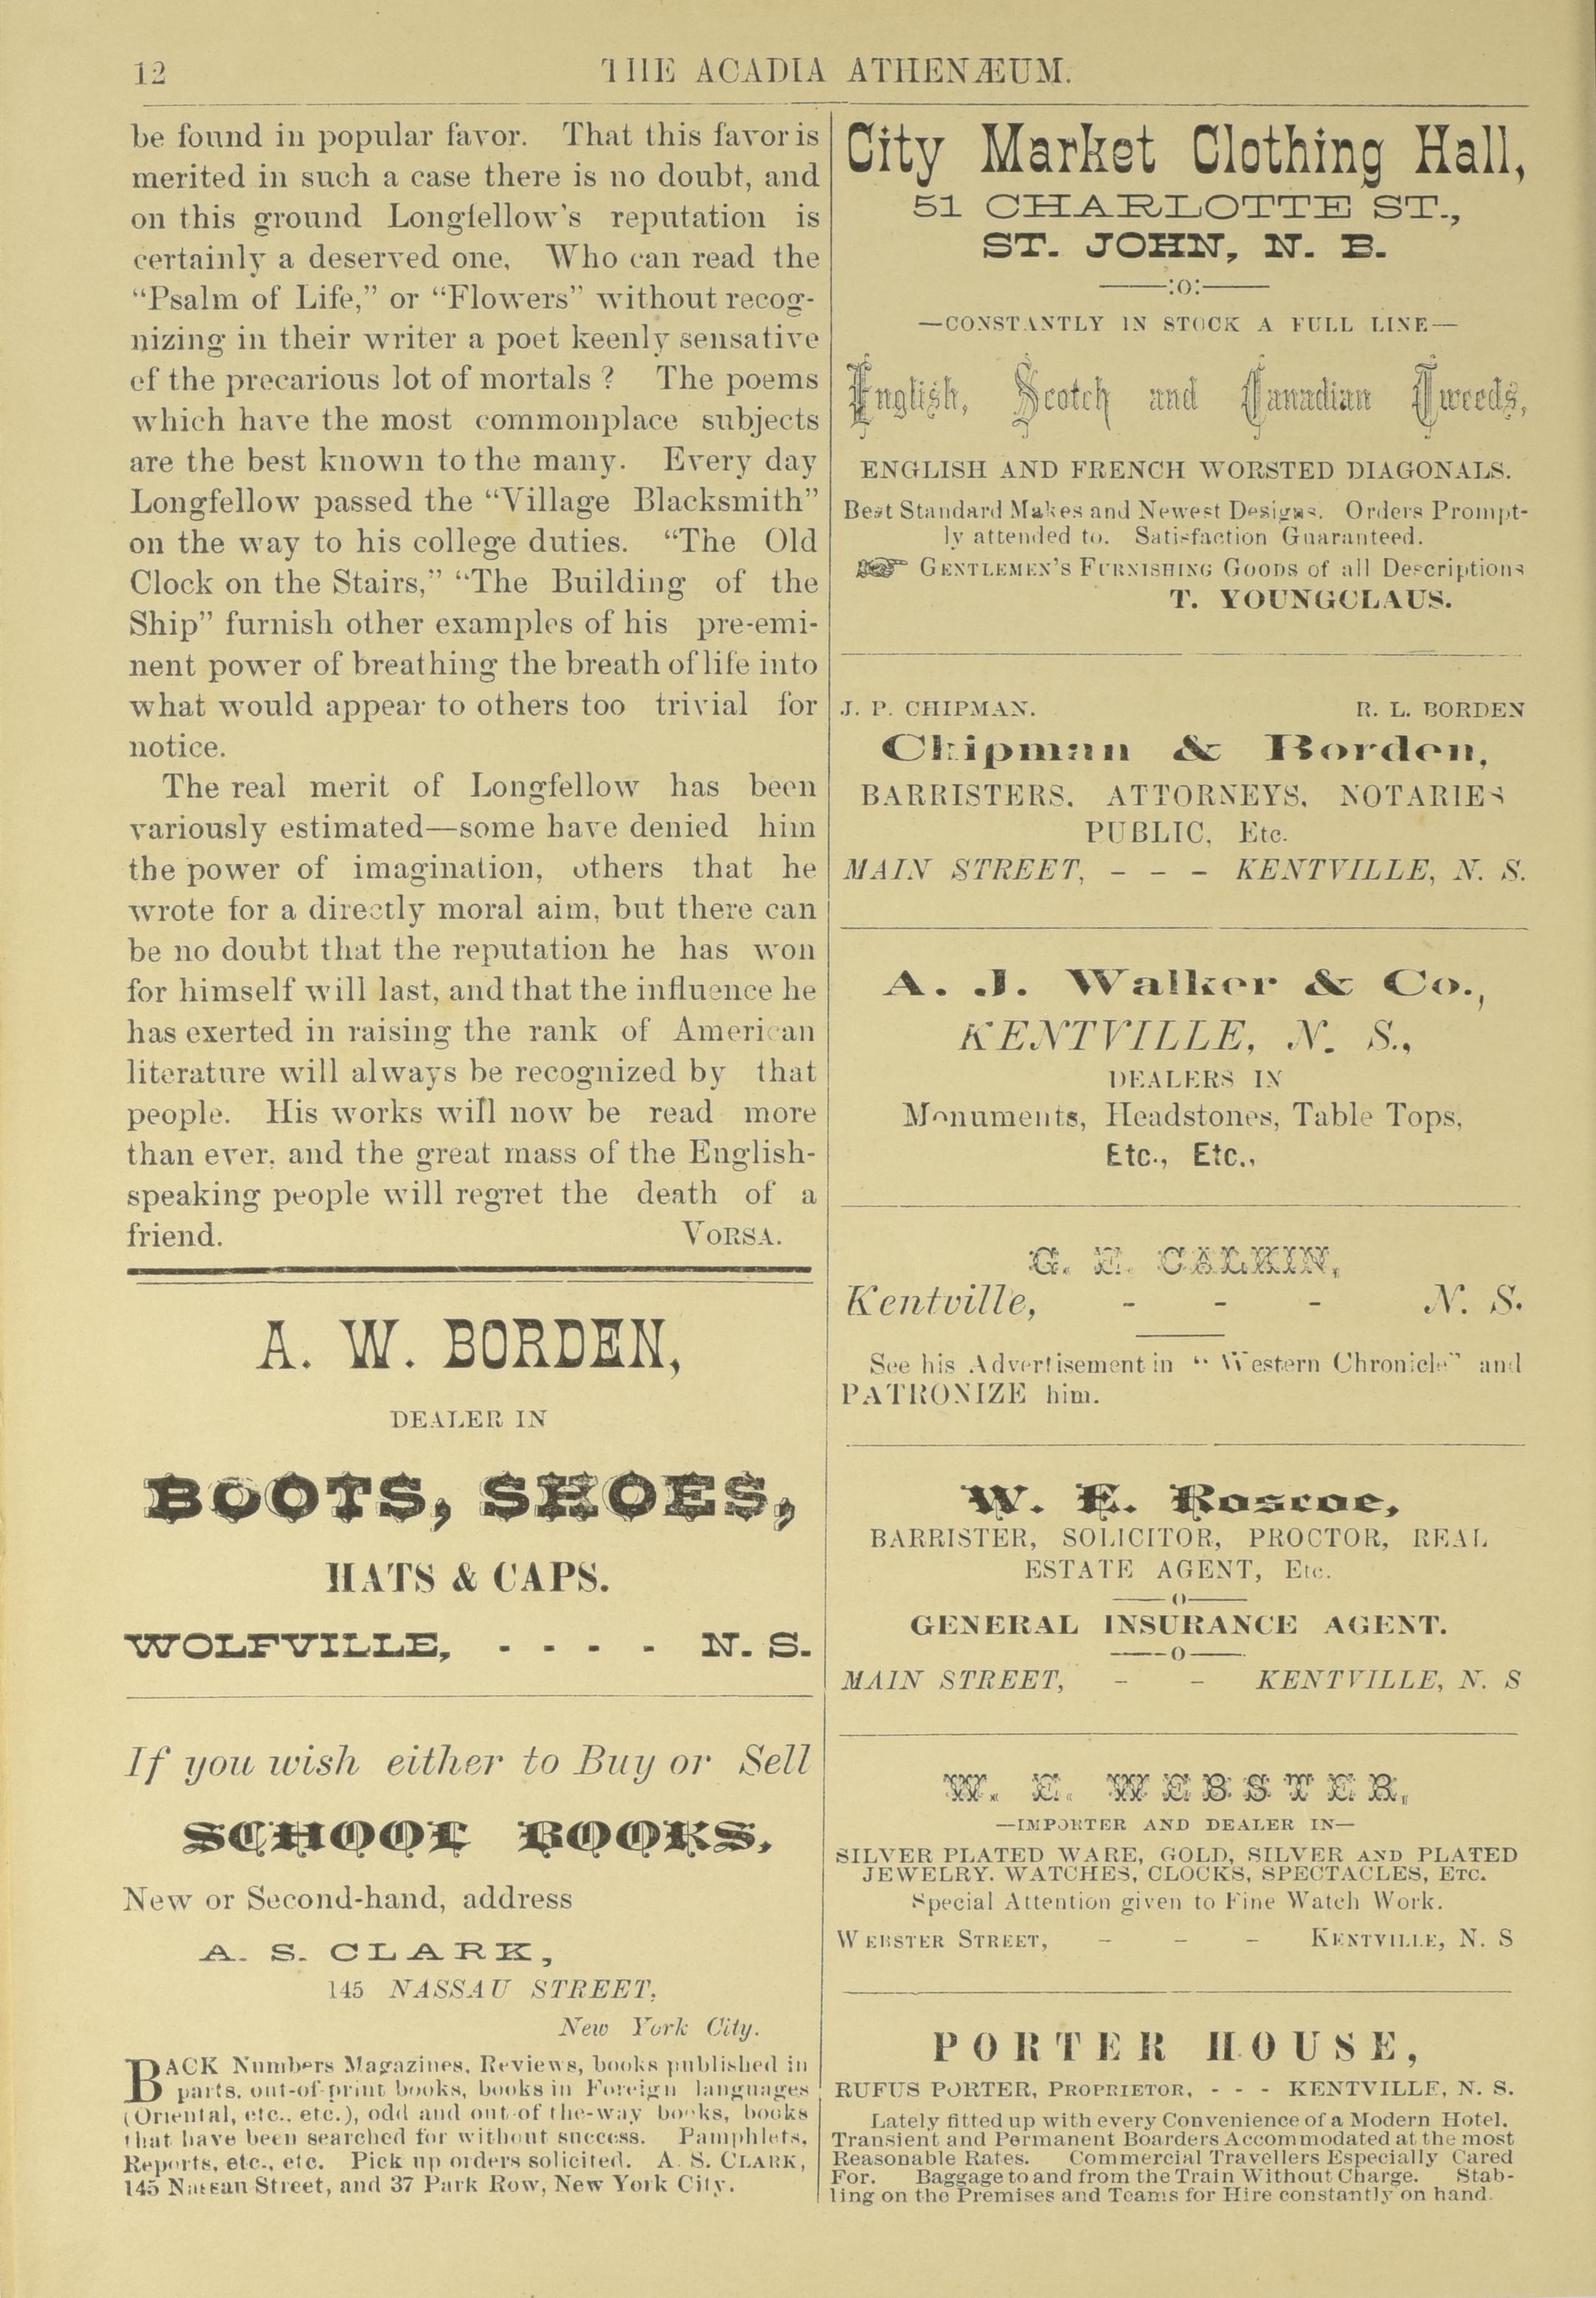 12
THE ACADIA ATHENÆUM.
be found in popular favor. That this favor is
merited in such a case there is no doubt, and
on this ground Longfellow's reputation is
certainly a deserved one, Who can read the
“Psalm of Life,” or “Flowers” without recog-
nizing in their writer a poet keenly sensative
of the precarious lot of mortals ? The poems
which have the most commonplace subjects
are the best known to the many. Every day
Longfellow passed the “Village Blacksmith”
on the way to his college duties. “The Old
Clock on the Stairs,” “The Building of the
Ship” furnish other examples of his pre-emi-
nent power of breathing the breath of life into
what would appear to others too trivial for
notice.
The real merit of Longfellow has been
variously estimated—some have denied him
the power of imagination, others that he
wrote for a directly moral aim, but there can
be no doubt that the reputation he has won
for himself will last, and that the influence he
has exerted in raising the rank of American
literature will always be recognized by that
people. His works will now be read more
than ever, and the great mass of the English-
speaking people will regret the death of a
friend. VORSA.
A. W. BORDEN,
DEALER IN
BOOTS, SHOES,
HATS & CAPS.
WOLFVILLE, - - - - N. S.
If you wish either to Buy or Sell
SCHOOL BOOKS,
New or Second-hand, address
A. S. CLARK,
145 NASSAU STREET,
New York City.
BACK Numbers Magazines, Reviews, books published in
parts, out-of-print books, books in Foreign languages
(Oriental, etc., etc.), odd and out-of the-way books, books
that have been searched for without success. Pamphlets,
Reports, etc., etc. Pick up orders solicited. A. S. CLARK,
145 Nassau Street, and 37 Park Row, New York City.
City Market Clothing Hall,
51 CHARLOTTE ST.,
ST. JOHN, N. B.
——:o:——
—CONSTANTLY IN STOCK A FULL LINE—
English, Scotch and Canadian Tweeds,
ENGLISH AND FRENCH WORSTED DIAGONALS.
Best Standard Makes and Newest Designs. Orders Prompt-
ly attended to. Satisfaction Guaranteed.
☞ GENTLEMEN'S FURNISHING GOODS of all Descriptions
T. YOUNGCLAUS.
J. P. CHIPMAN. R. L. BORDEN
Chipman & Borden,
BARRISTERS, ATTORNEYS, NOTARIES
PUBLIC, Etc.
MAIN STREET, - - - KENTVILLE, N. S.
A. J. Walker & Co.,
KENTVILLE, N. S.,
DEALERS IN
Monuments, Headstones, Table Tops,
Etc., Etc.,
G. E. CALKIN,
Kentville, - - - N. S.
See his Advertisement in “ Western Chronicle” and
PATRONIZE him.
W. E. Roscoe,
BARRISTER, SOLICITOR, PROCTOR, REAL
ESTATE AGENT, Etc.
——o——
GENERAL INSURANCE AGENT.
——o——
MAIN STREET, - - KENTVILLE, N. S
W. E. WEBSTER,
—IMPORTER AND DEALER IN—
SILVER PLATED WARE, GOLD, SILVER AND PLATED
JEWELRY. WATCHES, CLOCKS, SPECTACLES, ETC.
Special Attention given to Fine Watch Work.
WEBSTER STREET, - - - KENTVILLE, N. S
PORTER HOUSE,
RUFUS PORTER, PROPRIETOR, - - - KENTVILLE, N. S.
Lately fitted up with every Convenience of a Modern Hotel.
Transient and Permanent Boarders Accommodated at the most
Reasonable Rates. Commercial Travellers Especially Cared
For. Baggage to and from the Train Without Charge. Stab-
ling on the Premises and Teams for Hire constantly on hand.